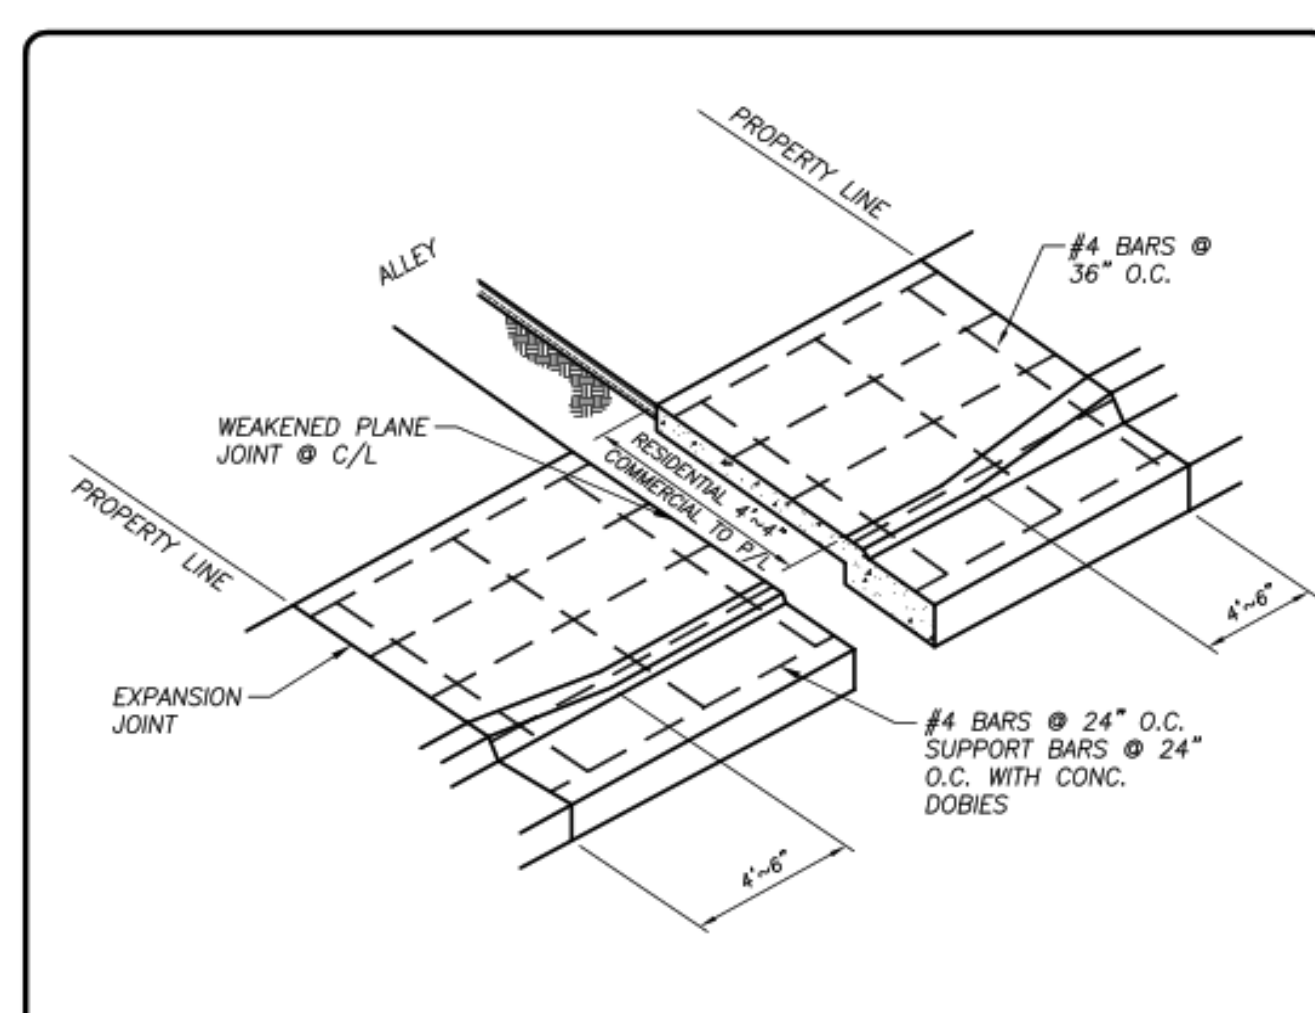 PROPERTY LINE
ALLEY
#4 BARS @
36" O.C.
WEAKENED PLANE
JOINT @ C/L
RESIDENTIAL 4'~4"
COMMERCIAL TO P/L
PROPERTY LINE
4'~6"
EXPANSION
JOINT
#4 BARS @ 24" O.C.
SUPPORT BARS @ 24"
O.C. WITH CONC.
DOBIES
4'~6"